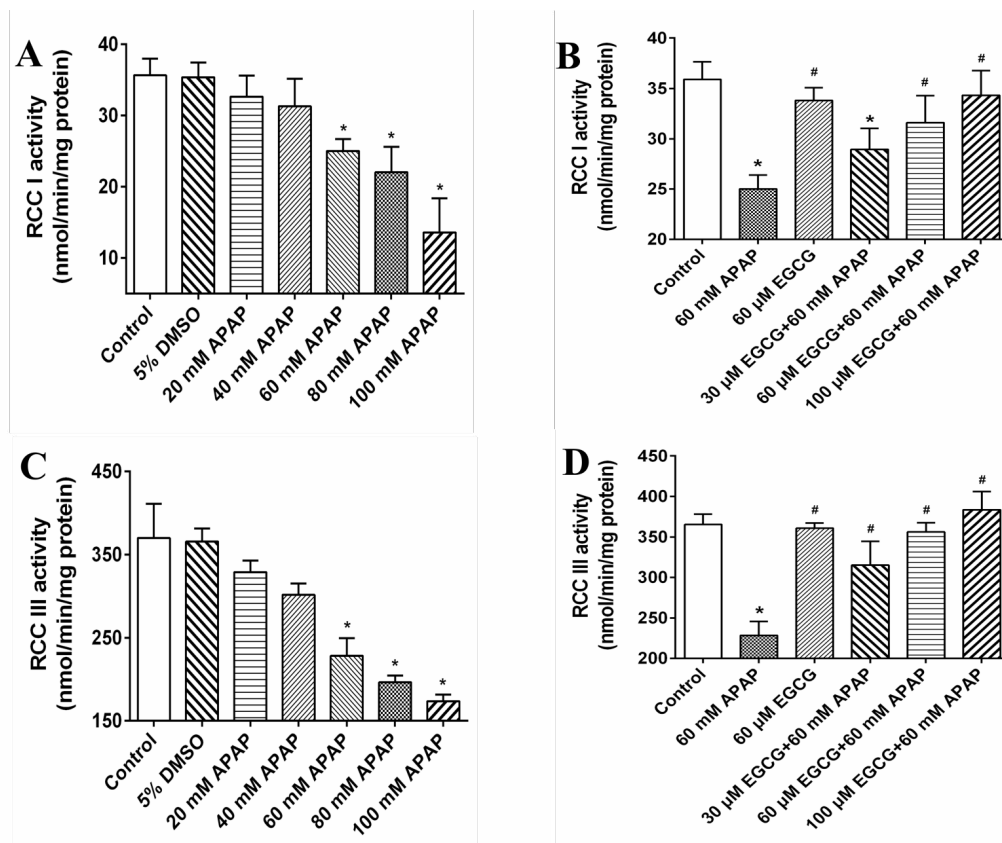 A
RCC I activity
(nmol/min/mg protein)
40
30
20
10
*
*
*
Control
5% DMSO
20 mM APAP
40 mM APAP
60 mM APAP
80 mM APAP
100 mM APAP
B
RCC I activity
(nmol/min/mg protein)
40
35
30
25
20
*
#
*
#
#
Control
60 mM APAP
60 µM EGCG
30 µM EGCG+60 mM APAP
60 µM EGCG+60 mM APAP
100 µM EGCG+60 mM APAP
C
RCC III activity
(nmol/min/mg protein)
450
350
250
150
*
*
*
Control
5% DMSO
20 mM APAP
40 mM APAP
60 mM APAP
80 mM APAP
100 mM APAP
D
RCC III activity
(nmol/min/mg protein)
450
400
350
300
250
200
*
#
#
#
#
Control
60 mM APAP
60 µM EGCG
30 µM EGCG+60 mM APAP
60 µM EGCG+60 mM APAP
100 µM EGCG+60 mM APAP